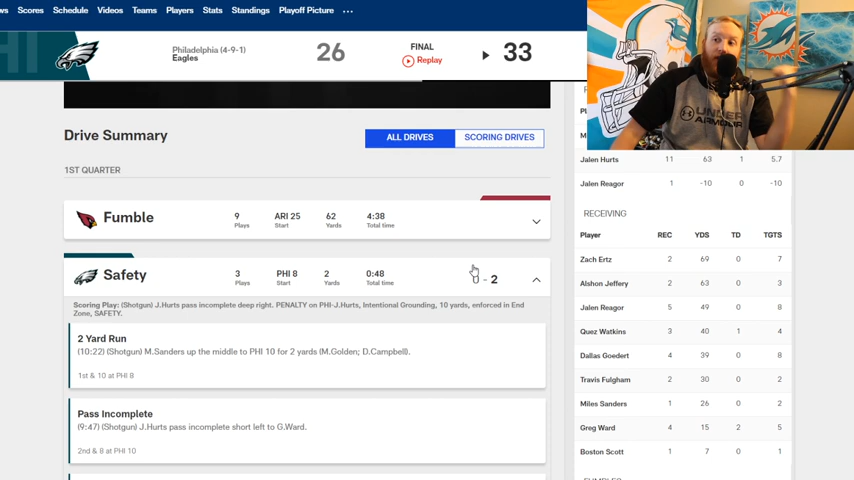 Scores Schedule Videos Teams Players Stats Standings Playoff Picture ...
Philadelphia (4-9-1)
Eagles
26
FINAL
Replay
33
Drive Summary
ALL DRIVES
SCORING DRIVES
1ST QUARTER
Fumble
9
Plays
ARI 25
Start
62
Yards
4:38
Total time
Safety
3
Plays
PHI 8
Start
2
Yards
0:48
Total time
0 - 2
Scoring Play: (Shotgun) J.Hurts pass incomplete deep right. PENALTY on PHI-J.Hurts, Intentional Grounding, 10 yards, enforced in End
Zone, SAFETY.
2 Yard Run
(10:22) (Shotgun) M.Sanders up the middle to PHI 10 for 2 yards (M.Golden; D.Campbell).
1st & 10 at PHI 8
Pass Incomplete
(9:47) (Shotgun) J.Hurts pass incomplete short left to G.Ward.
2nd & 8 at PHI 10
UNDER
ARMOUR
Jalen Hurts 11 63 1 5.7
Jalen Reagor 1 -10 0 -10
RECEIVING
Player REC YDS TD TGTS
Zach Ertz 2 69 0 7
Alshon Jeffery 2 63 0 3
Jalen Reagor 5 49 0 8
Quez Watkins 3 40 1 4
Dallas Goedert 4 39 0 8
Travis Fulgham 2 30 0 2
Miles Sanders 1 26 0 2
Greg Ward 4 15 2 5
Boston Scott 1 7 0 1